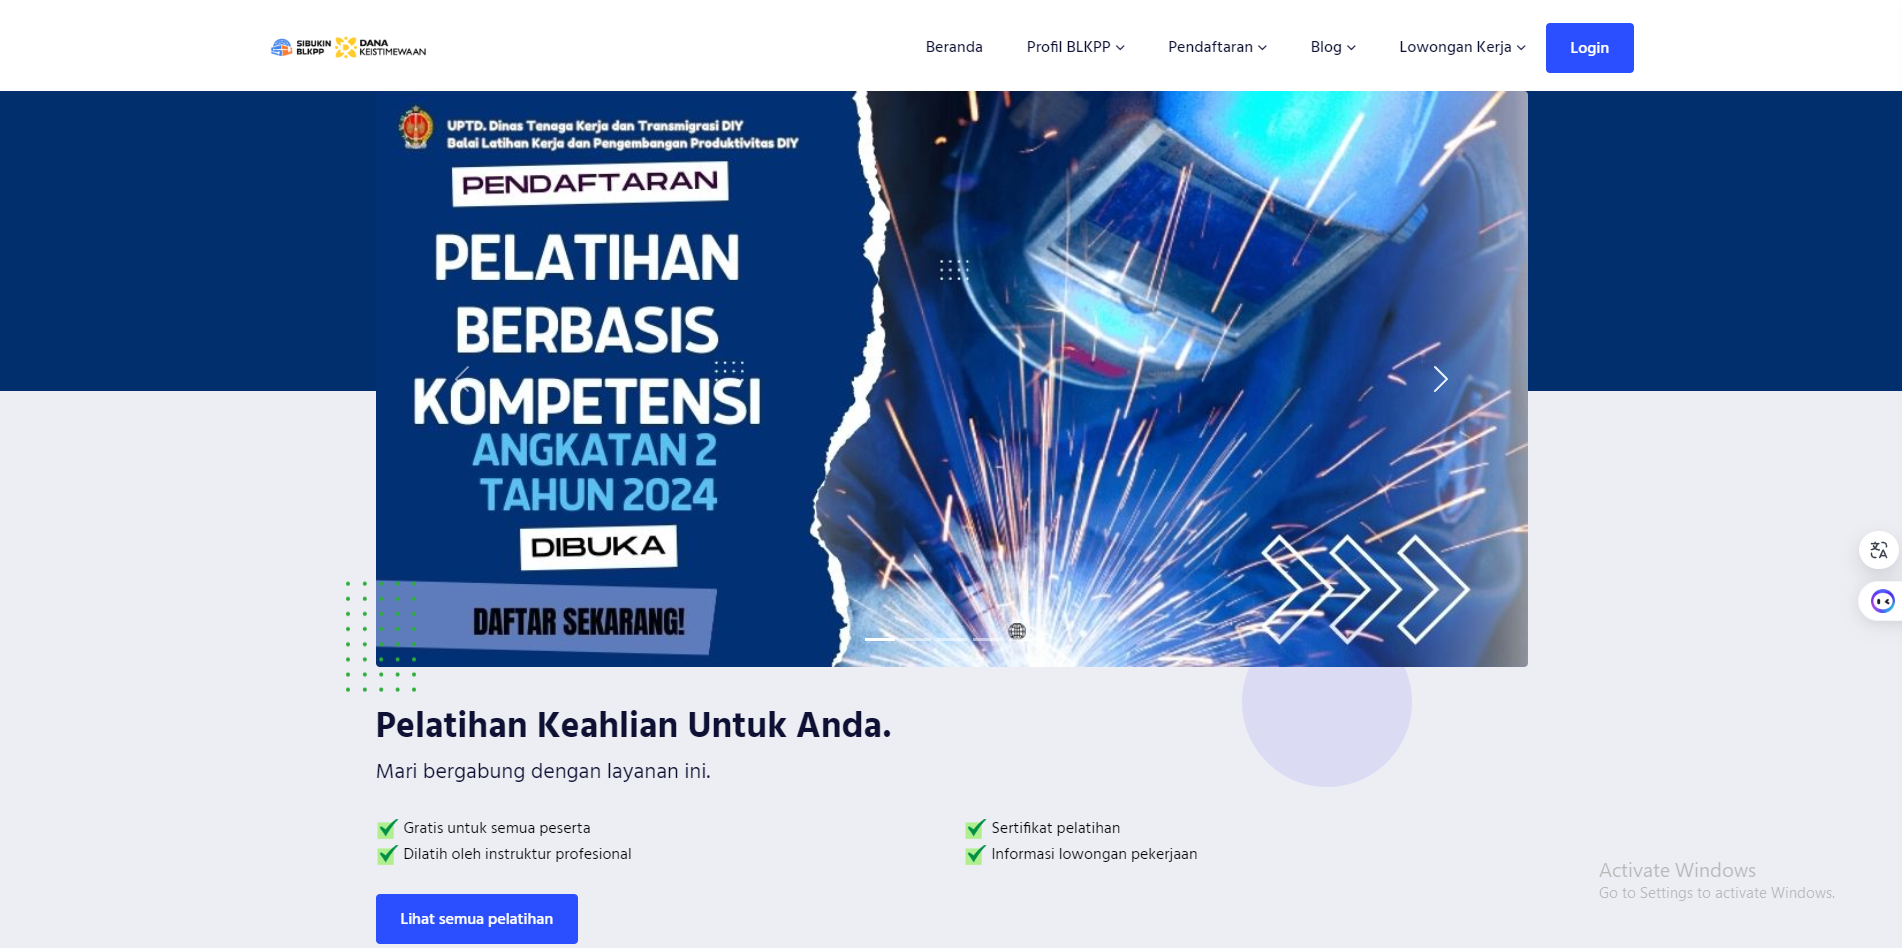 SIBUKIN
BLKPP
DANA
KEISTIMEWAAN
Beranda
Profil BLKPP
Pendaftaran
Blog
Lowongan Kerja
Login
UPTD. Dinas Tenaga Kerja dan Transmigrasi DIY
Balai Latihan Kerja dan Pengembangan Produktivitas DIY
PENDAFTARAN
PELATIHAN
BERBASIS
KOMPETENSI
ANGKATAN 2
TAHUN 2024
DIBUKA
DAFTAR SEKARANG!
Pelatihan Keahlian Untuk Anda.
Mari bergabung dengan layanan ini.
Gratis untuk semua peserta
Sertifikat pelatihan
Dilatih oleh instruktur profesional
Informasi lowongan pekerjaan
Lihat semua pelatihan
Activate Windows
Go to Settings to activate Windows.